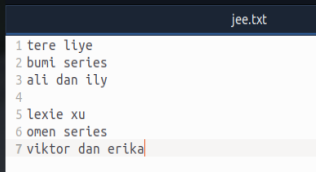 jee.txt
1 tere liye
2 bumi series
3 ali dan ily
4
5 lexie xu
6 omen series
7 viktor dan erika